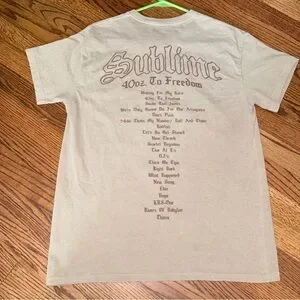 Sublime
40oz. To Freedom
Waiting For My Ruca
40oz. To Freedom
Smoke Two Joints
We're Only Gonna Die For Our Arrogance
Don't Push
5446 Thats My Number/ Ball And Chain
Badfish
Let's Go Get Stoned
New Thrash
Scarlet Begonias
Live At E's
D.J.'s
Chica Me Tipo
Right Back
What Happened
New Song
Ebin
Date Rape
Hope
KRS-One
Rivers Of Babylon
Thanx